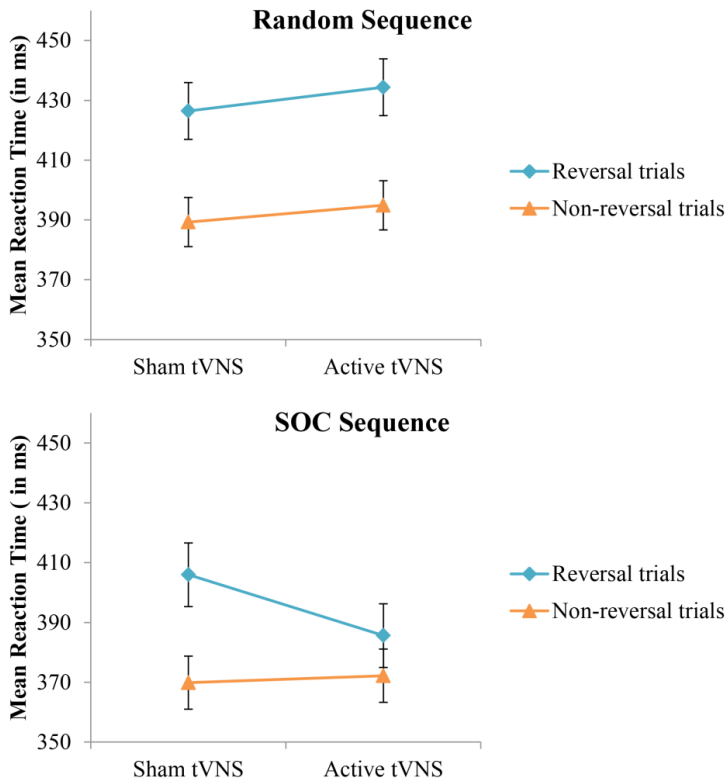 Random Sequence
Mean Reaction Time (in ms)
450
430
410
390
370
350
Sham tVNS
Active tVNS
Reversal trials
Non-reversal trials
SOC Sequence
Mean Reaction Time ( in ms)
450
430
410
390
370
350
Sham tVNS
Active tVNS
Reversal trials
Non-reversal trials